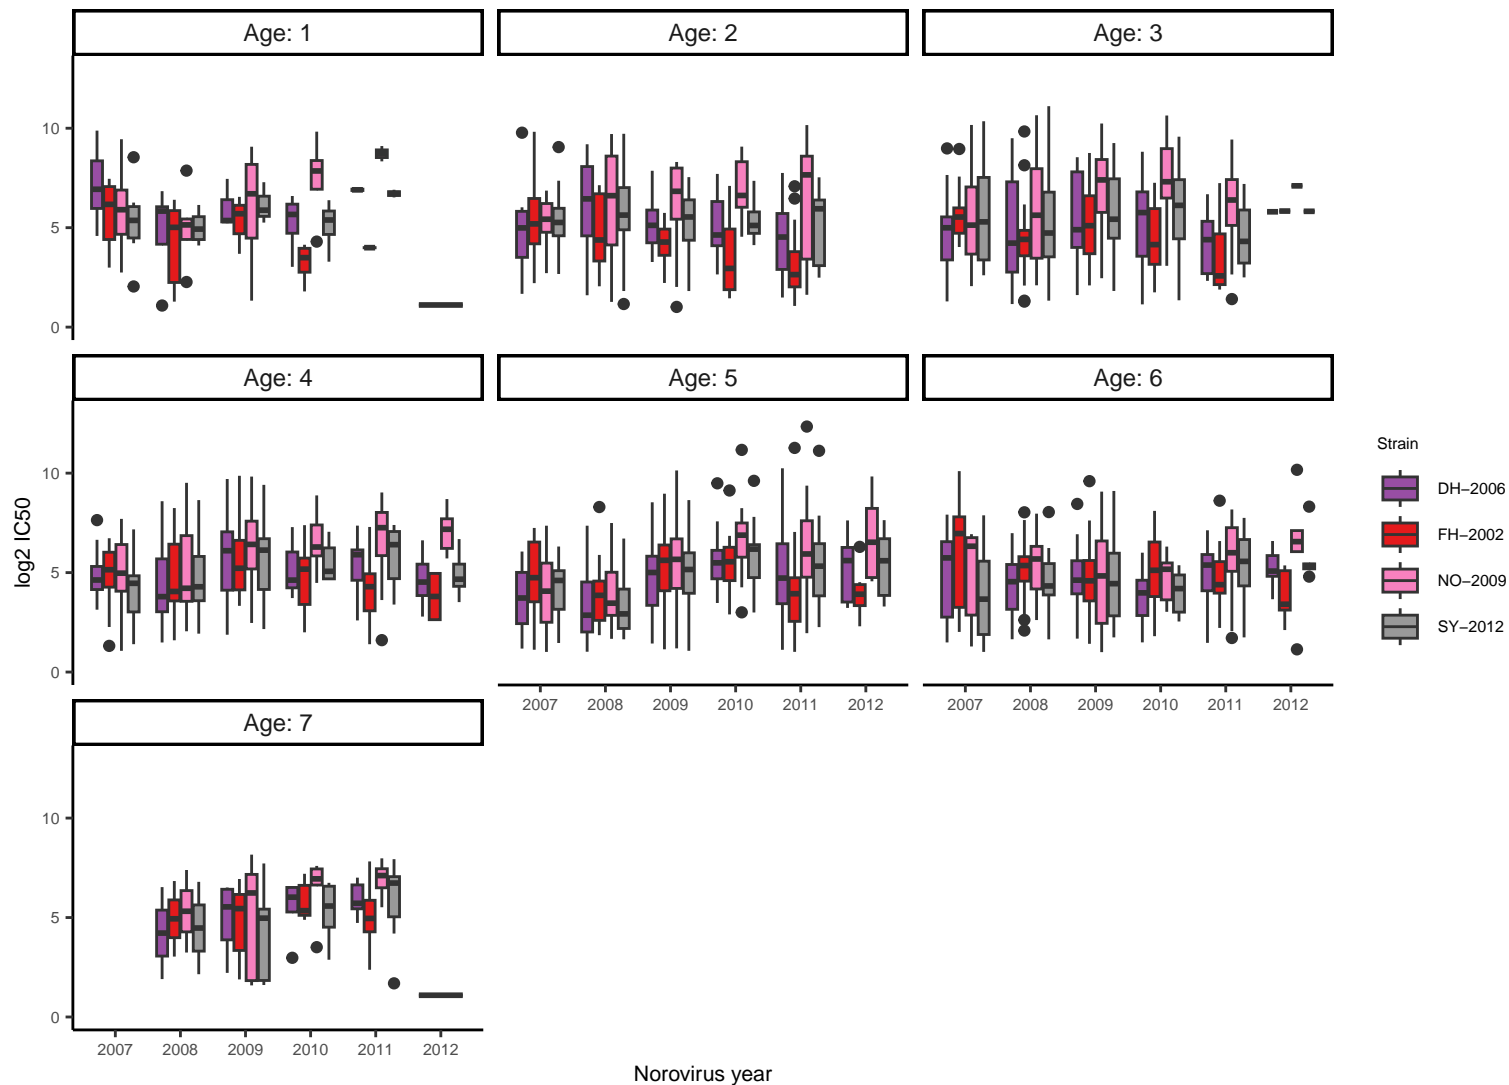 Age: 1
Age: 2
Age: 3
10
5
0
Age: 4
Age: 5
Age: 6
10
5
0
2007 2008 2009 2010 2011 2012
2007 2008 2009 2010 2011 2012
Age: 7
10
5
0
2007 2008 2009 2010 2011 2012
log2 IC50
Norovirus year
Strain
DH−2006
FH−2002
NO−2009
SY−2012